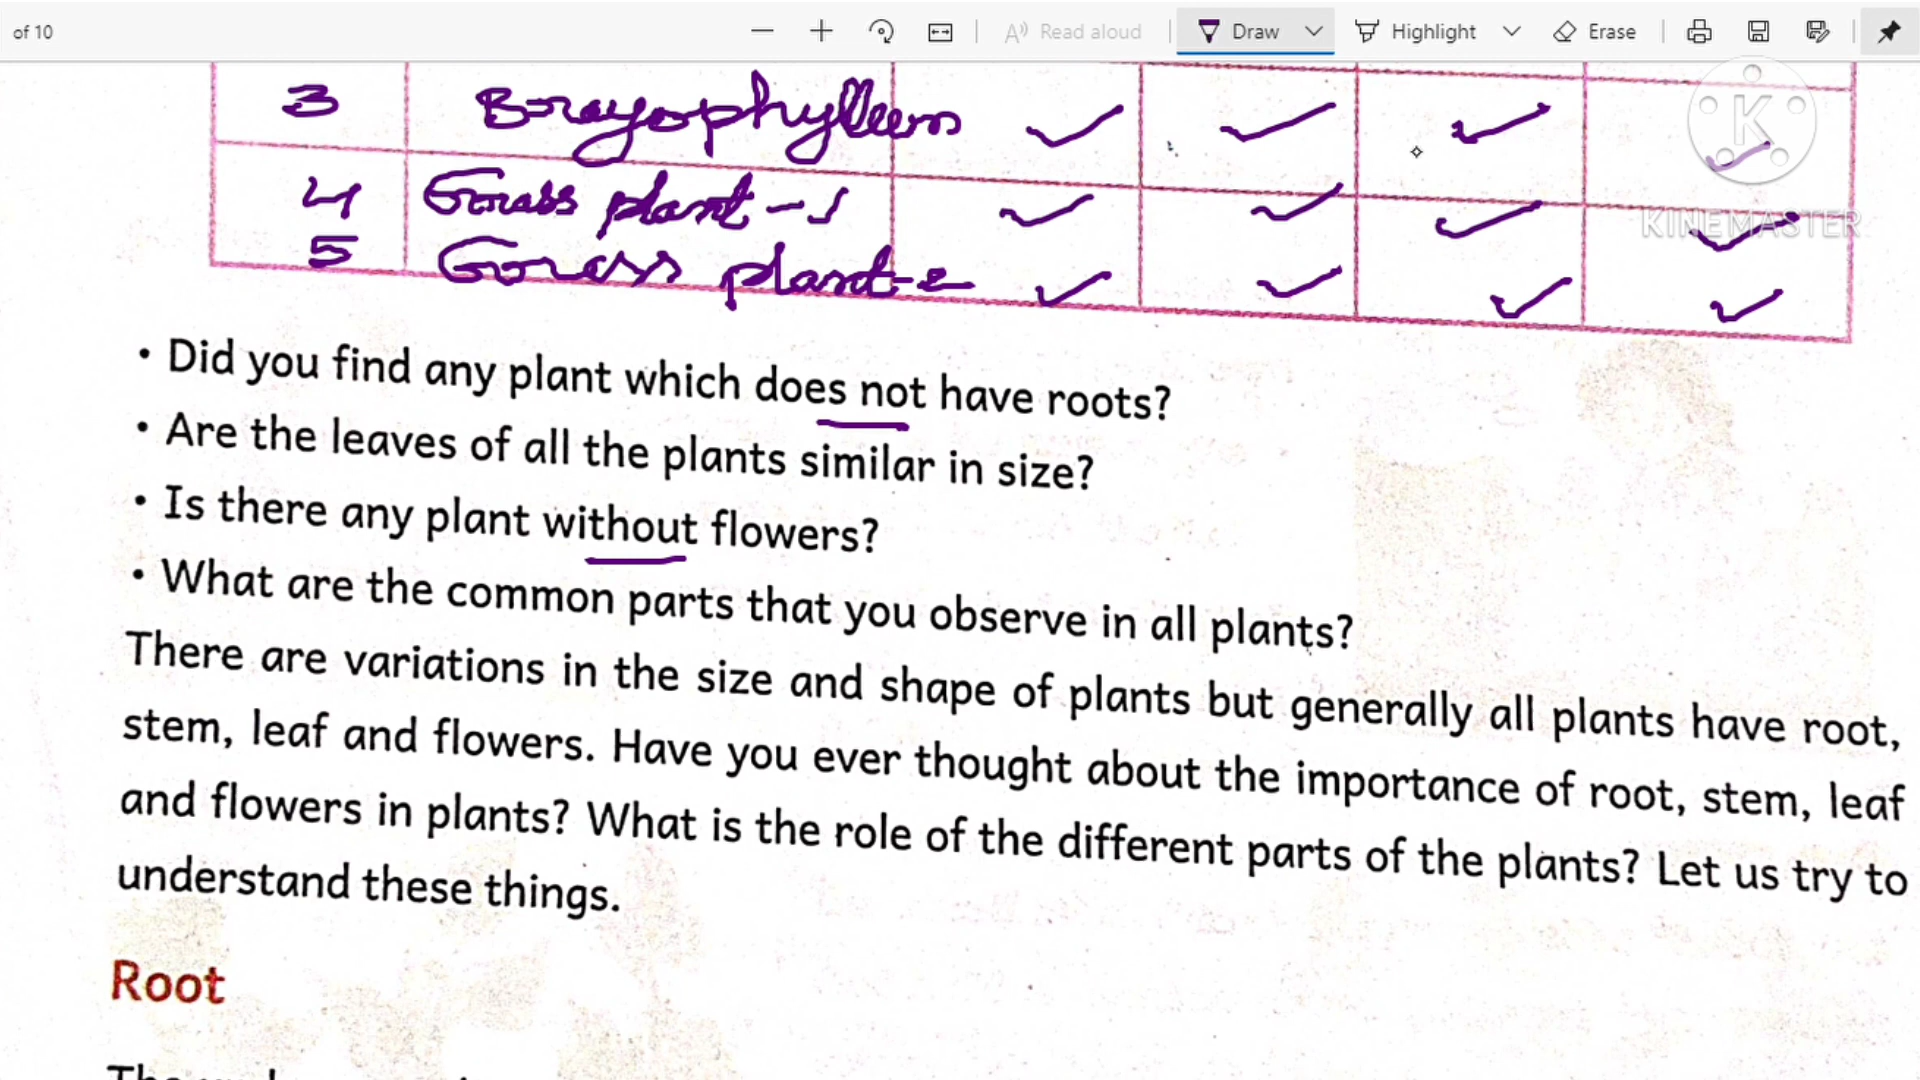 of 10
Read aloud
Draw
Highlight
Erase
3 Brayophyllum
KINEMASTER
4 Grass plant-1
5 Grass plant-2
• Did you find any plant which does not have roots?
• Are the leaves of all the plants similar in size?
• Is there any plant without flowers?
• What are the common parts that you observe in all plants?
There are variations in the size and shape of plants but generally all plants have root,
stem, leaf and flowers. Have you ever thought about the importance of root, stem, leaf
and flowers in plants? What is the role of the different parts of the plants? Let us try to
understand these things.
Root